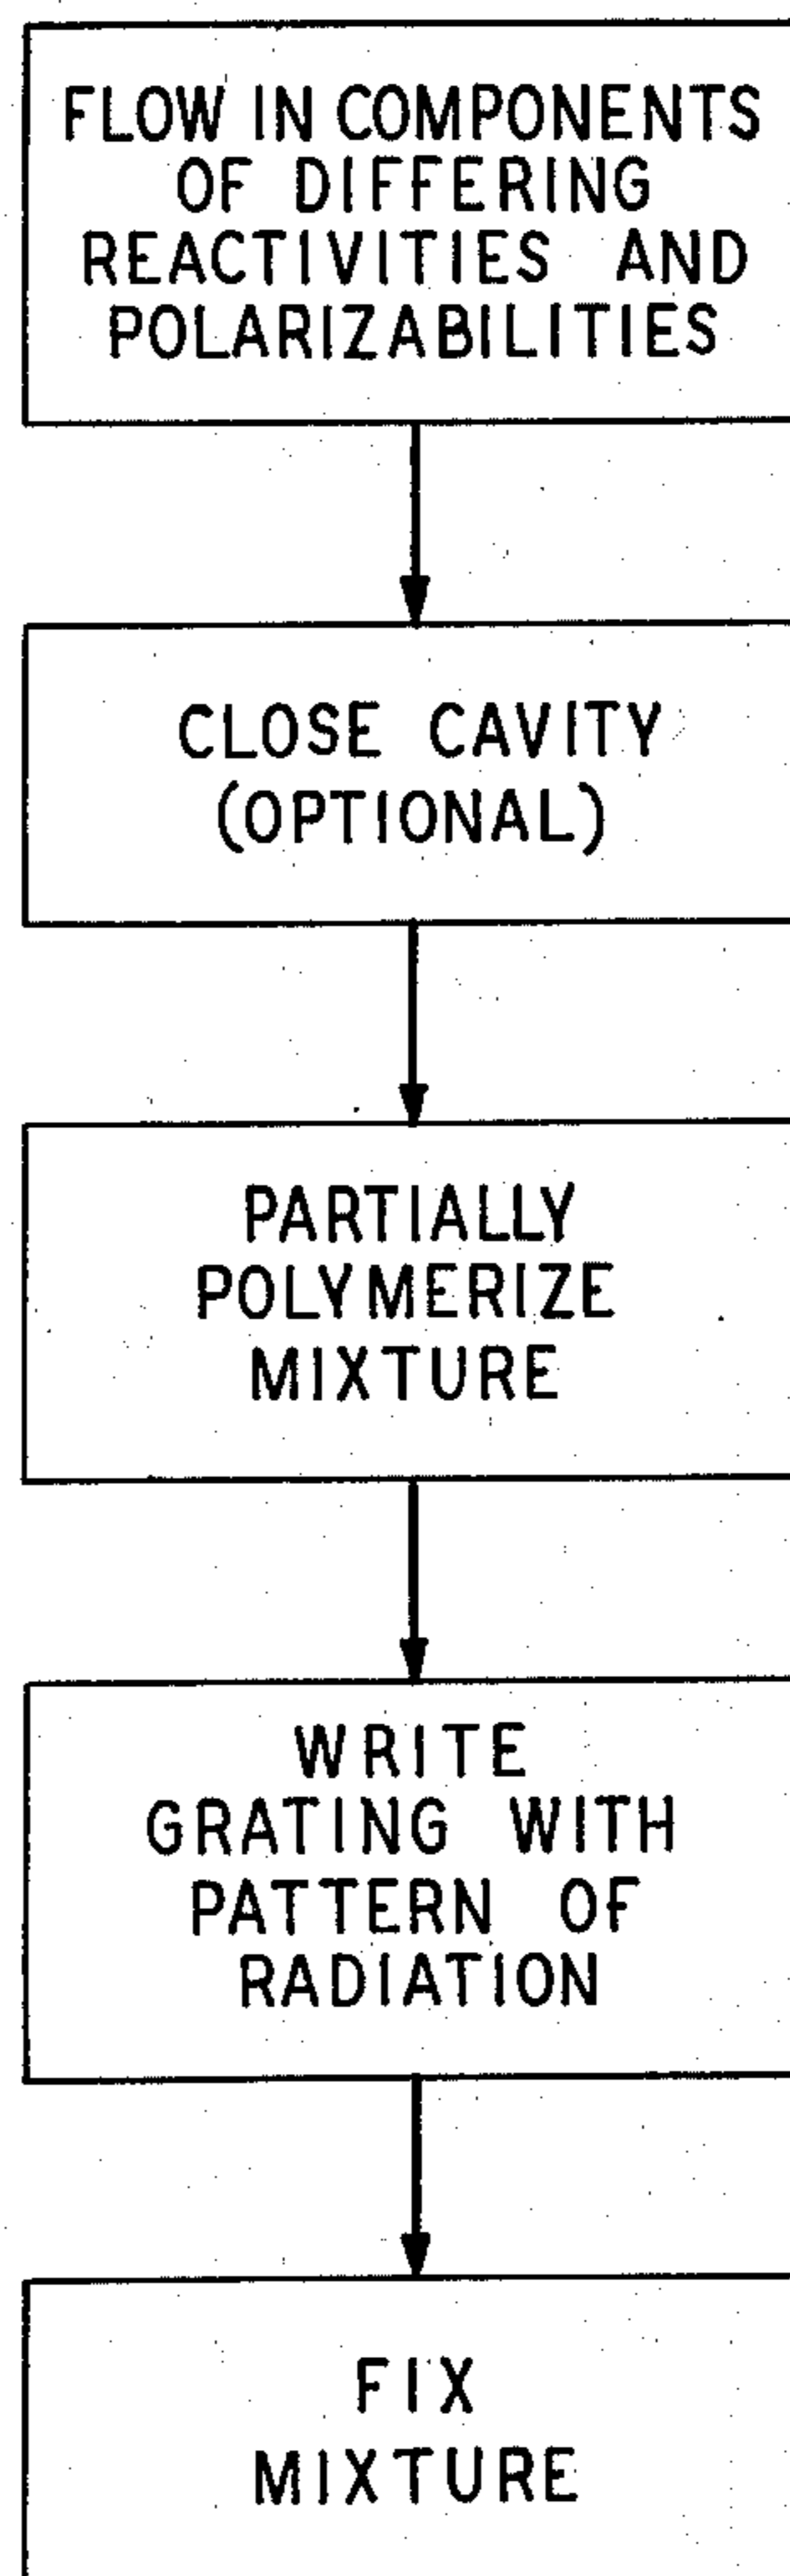 FLOW IN COMPONENTS
OF DIFFERING
REACTIVITIES AND
POLARIZABILITIES
CLOSE CAVITY
(OPTIONAL)
PARTIALLY
POLYMERIZE
MIXTURE
WRITE
GRATING WITH
PATTERN OF
RADIATION
FIX
MIXTURE